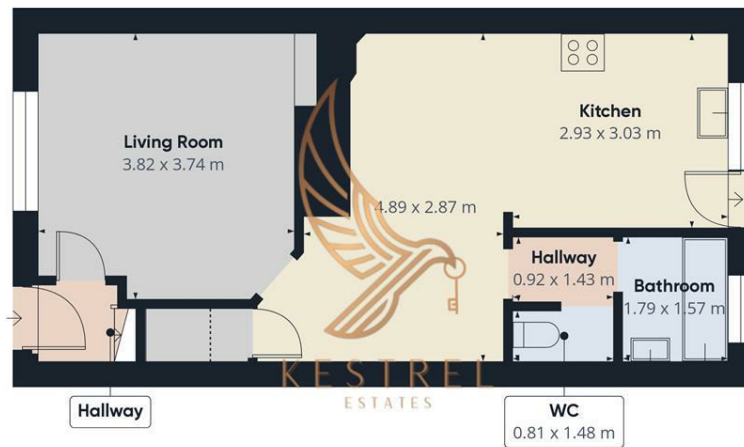 Living Room
3.82 x 3.74 m
Kitchen
2.93 x 3.03 m
4.89 x 2.87 m
Hallway
0.92 x 1.43 m
Bathroom
1.79 x 1.57 m
KESTREL
ESTATES
Hallway
WC
0.81 x 1.48 m